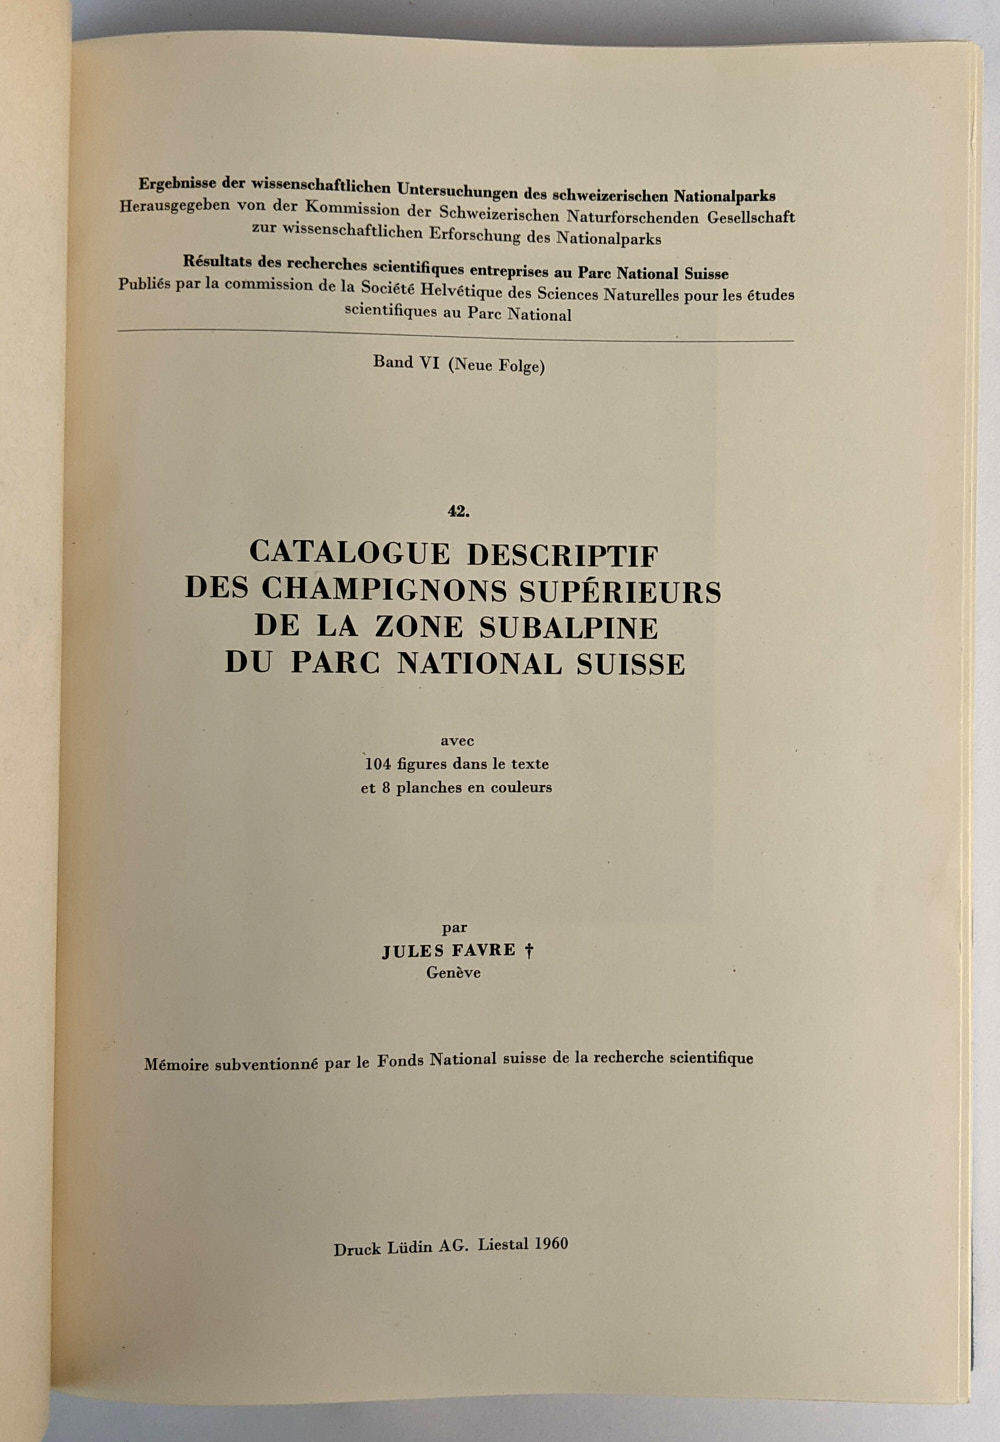 Ergebnisse der wissenschaftlichen Untersuchungen des schweizerischen Nationalparks
Herausgegeben von der Kommission der Schweizerischen Naturforschenden Gesellschaft
zur wissenschaftlichen Erforschung des Nationalparks
Résultats des recherches scientifiques entreprises au Parc National Suisse
Publiés par la commission de la Société Helvétique des Sciences Naturelles pour les études
scientifiques au Parc National
Band VI (Neue Folge)
42.
CATALOGUE DESCRIPTIF
DES CHAMPIGNONS SUPÉRIEURS
DE LA ZONE SUBALPINE
DU PARC NATIONAL SUISSE
avec
104 figures dans le texte
et 8 planches en couleurs
par
JULES FAVRE †
Genève
Mémoire subventionné par le Fonds National suisse de la recherche scientifique
Druck Lüdin AG. Liestal 1960